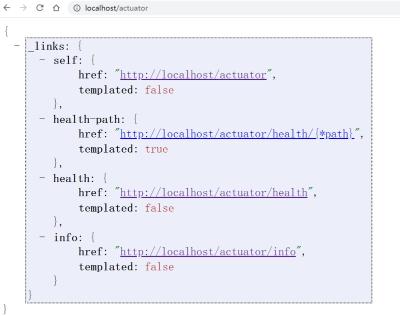 localhost/actuator
{
- _links: {
- self: {
href: "http://localhost/actuator",
templated: false
},
- health-path: {
href: "http://localhost/actuator/health/{*path}",
templated: true
},
- health: {
href: "http://localhost/actuator/health",
templated: false
},
- info: {
href: "http://localhost/actuator/info",
templated: false
}
}
}